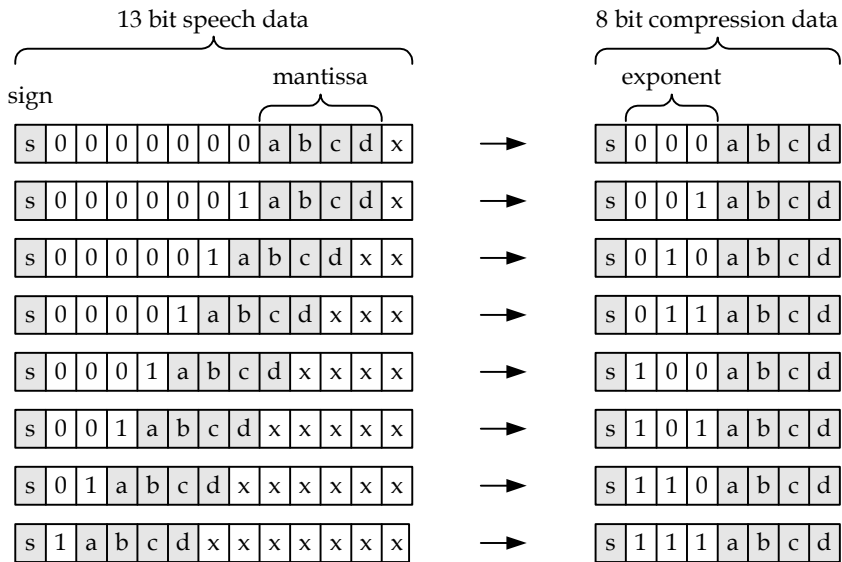 13 bit speech data 8 bit compression data
mantissa exponent
sign
s 0 0 0 0 0 0 0 a b c d x s 0 0 0 a b c d
s 0 0 0 0 0 0 1 a b c d x s 0 0 1 a b c d
s 0 0 0 0 0 1 a b c d x x s 0 1 0 a b c d
s 0 0 0 0 1 a b c d x x x s 0 1 1 a b c d
s 0 0 0 1 a b c d x x x x s 1 0 0 a b c d
s 0 0 1 a b c d x x x x x s 1 0 1 a b c d
s 0 1 a b c d x x x x x x s 1 1 0 a b c d
s 1 a b c d x x x x x x x s 1 1 1 a b c d